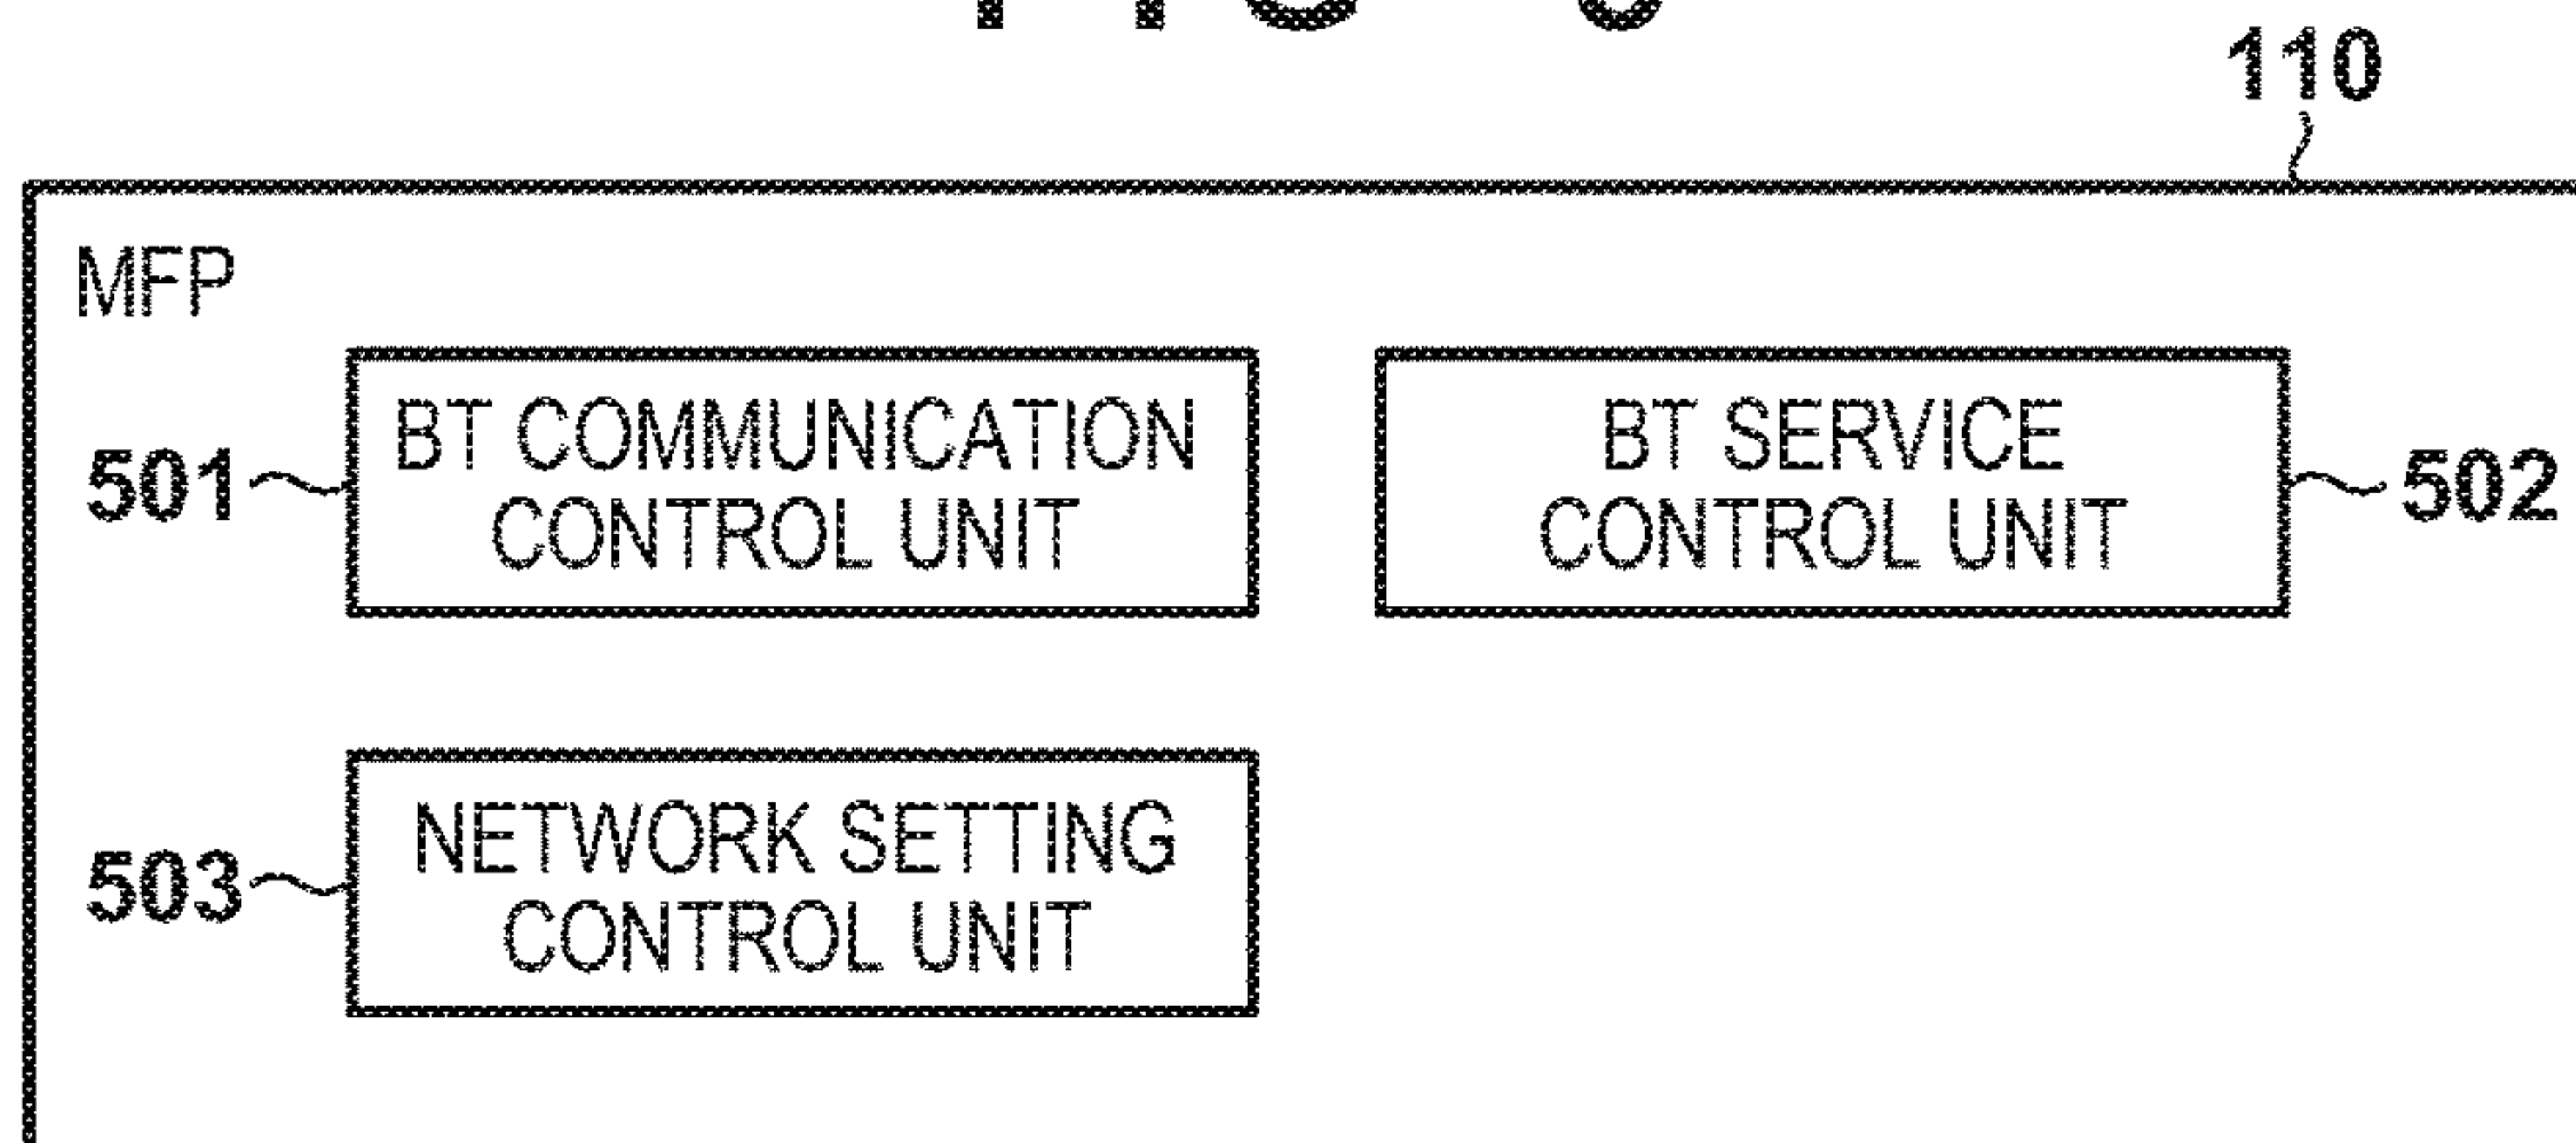 110
MFP
BT COMMUNICATION
CONTROL UNIT
501
BT SERVICE
CONTROL UNIT
502
NETWORK SETTING
CONTROL UNIT
503